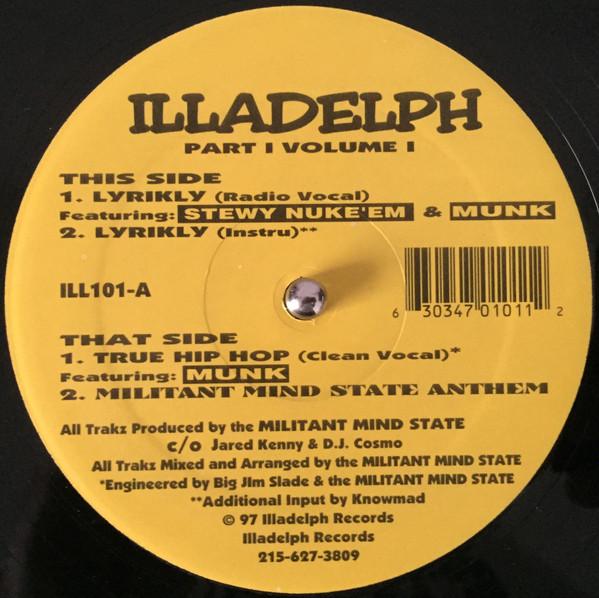 ILLADELPH
PART I VOLUME I
THIS SIDE
1. LYRIKLY (Radio Vocal)
Featuring: STEWY NUKE'EM & MUNK
2. LYRIKLY (Instru)**
ILL101-A
6 30347 01011 2
THAT SIDE
1. TRUE HIP HOP (Clean Vocal)*
Featuring: MUNK
2. MILITANT MIND STATE ANTHEM
All Trakz Produced by the MILITANT MIND STATE
c/o Jared Kenny & D.J. Cosmo
All Trakz Mixed and Arranged by the MILITANT MIND STATE
*Engineered by Big JIm Slade & the MILITANT MIND STATE
**Additional Input by Knowmad
© 97 Illadelph Records
Illadelph Records
215-627-3809